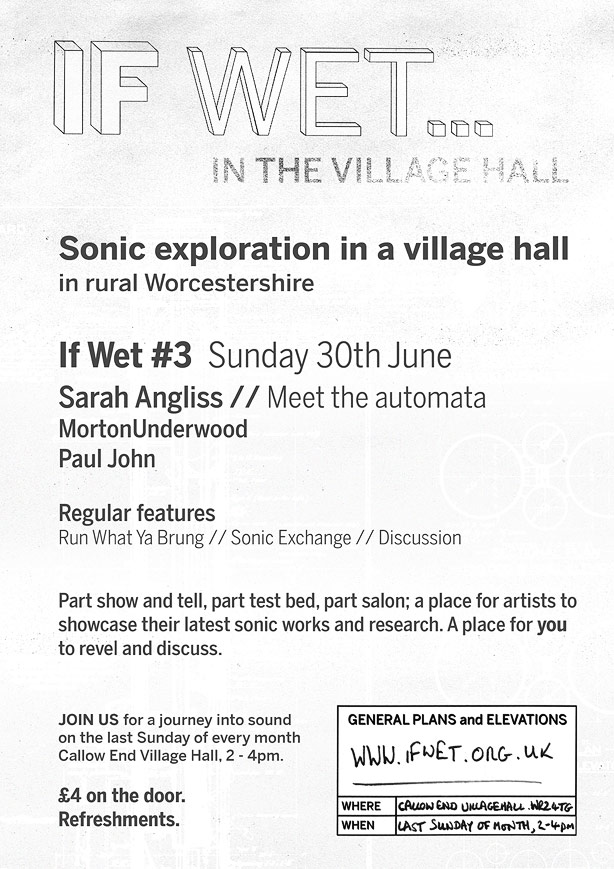 IF WET...
IN THE VILLAGE HALL
Sonic exploration in a village hall
in rural Worcestershire
If Wet #3 Sunday 30th June
Sarah Angliss // Meet the automata
MortonUnderwood
Paul John
Regular features
Run What Ya Brung // Sonic Exchange // Discussion
Part show and tell, part test bed, part salon; a place for artists to
showcase their latest sonic works and research. A place for you
to revel and discuss.
JOIN US for a journey into sound
on the last Sunday of every month
Callow End Village Hall, 2 - 4pm.
£4 on the door.
Refreshments.
GENERAL PLANS and ELEVATIONS
WWW.IFWET.ORG.UK
WHERE CALLOW END VILLAGE HALL. WR2 4TG
WHEN LAST SUNDAY OF MONTH, 2-4pm